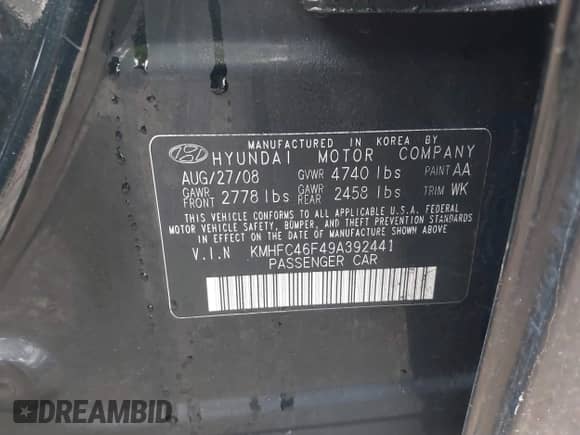 MANUFACTURED IN KOREA BY
HYUNDAI MOTOR COMPANY
AUG/27/08 GVWR 4740 lbs PAINT AA
GAWR FRONT 2778 lbs GAWR REAR 2458 lbs TRIM WK
THIS VEHICLE CONFORMS TO ALL APPLICABLE U.S.A. FEDERAL
MOTOR VEHICLE SAFETY, BUMPER, AND THEFT PREVENTION STANDARDS
IN EFFECT ON THE DATE OF MANUFACTURE SHOWN ABOVE.
V.I.N KMHFC46F49A392441
PASSENGER CAR
DREAMBID